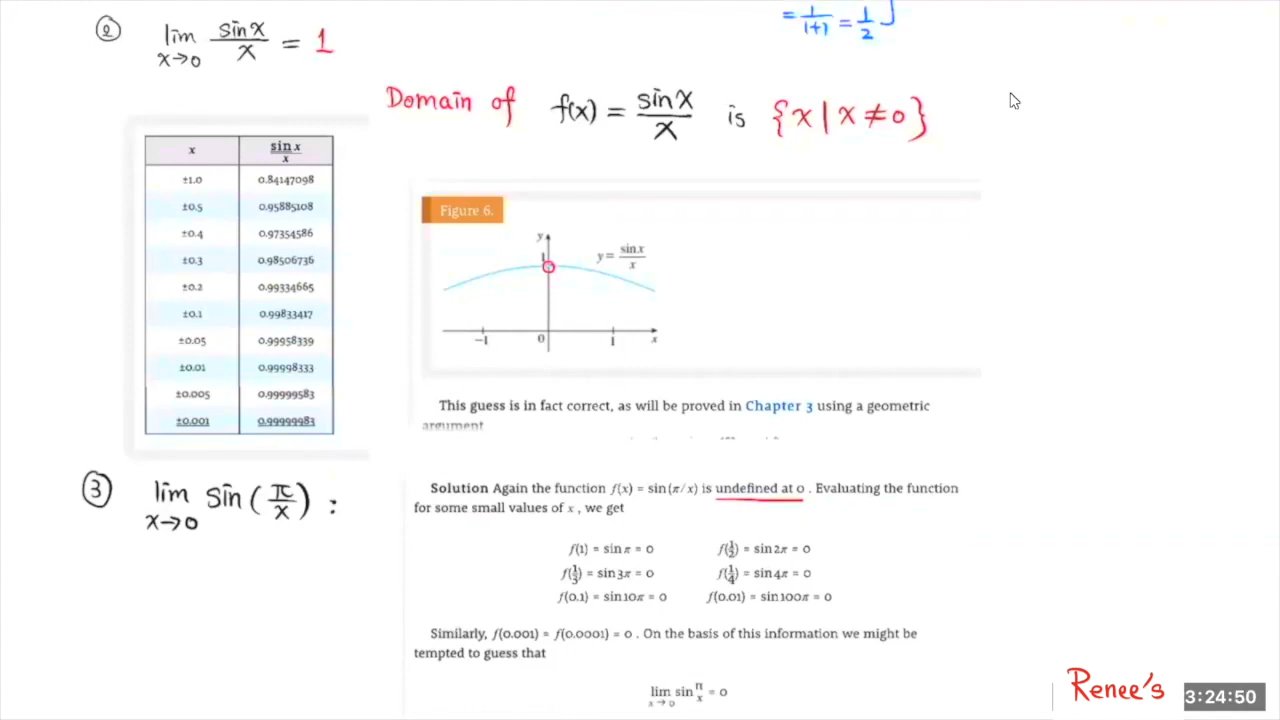 = 1/(1+1) = 1/2 ]
② lim x→0 sinx/x = 1
Domain of f(x) = sinx/x is {x | x ≠ 0}
x sin x/x
±1.0 0.84147098
±0.5 0.95885108
±0.4 0.97354586
±0.3 0.98506736
±0.2 0.99334665
±0.1 0.99833417
±0.05 0.99958339
±0.01 0.99998333
±0.005 0.99999583
±0.001 0.99999983
Figure 6.
y
1
y = sin x/x
-1 0 1 x
This guess is in fact correct, as will be proved in Chapter 3 using a geometric
argument
③ lim x→0 sin(π/x) :
Solution Again the function f(x) = sin(π/x) is undefined at 0 . Evaluating the function
for some small values of x , we get
f(1) = sin π = 0 f(1/2) = sin 2π = 0
f(1/3) = sin 3π = 0 f(1/4) = sin 4π = 0
f(0.1) = sin 10π = 0 f(0.01) = sin 100π = 0
Similarly, f(0.001) = f(0.0001) = 0 . On the basis of this information we might be
tempted to guess that
lim x→0 sin π/x = 0
Renee's
3:24:50